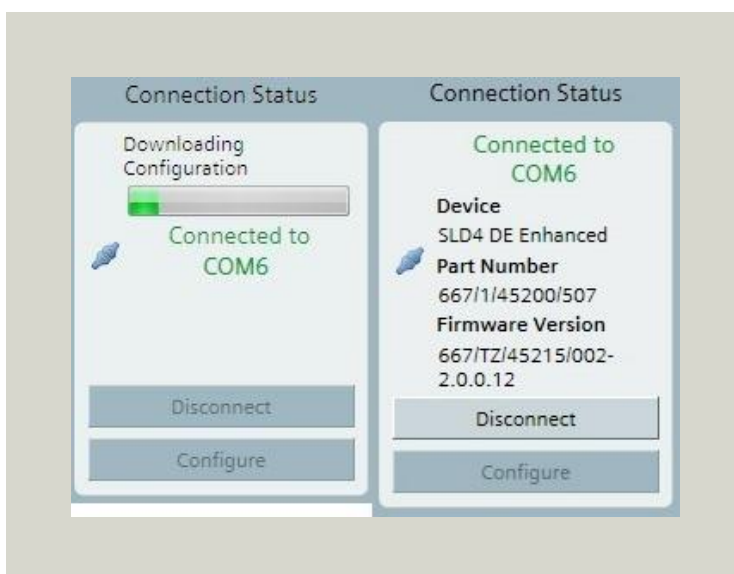 Connection Status
Downloading
Configuration
Connected to
COM6
Disconnect
Configure
Connection Status
Connected to
COM6
Device
SLD4 DE Enhanced
Part Number
667/1/45200/507
Firmware Version
667/TZ/45215/002-
2.0.0.12
Disconnect
Configure